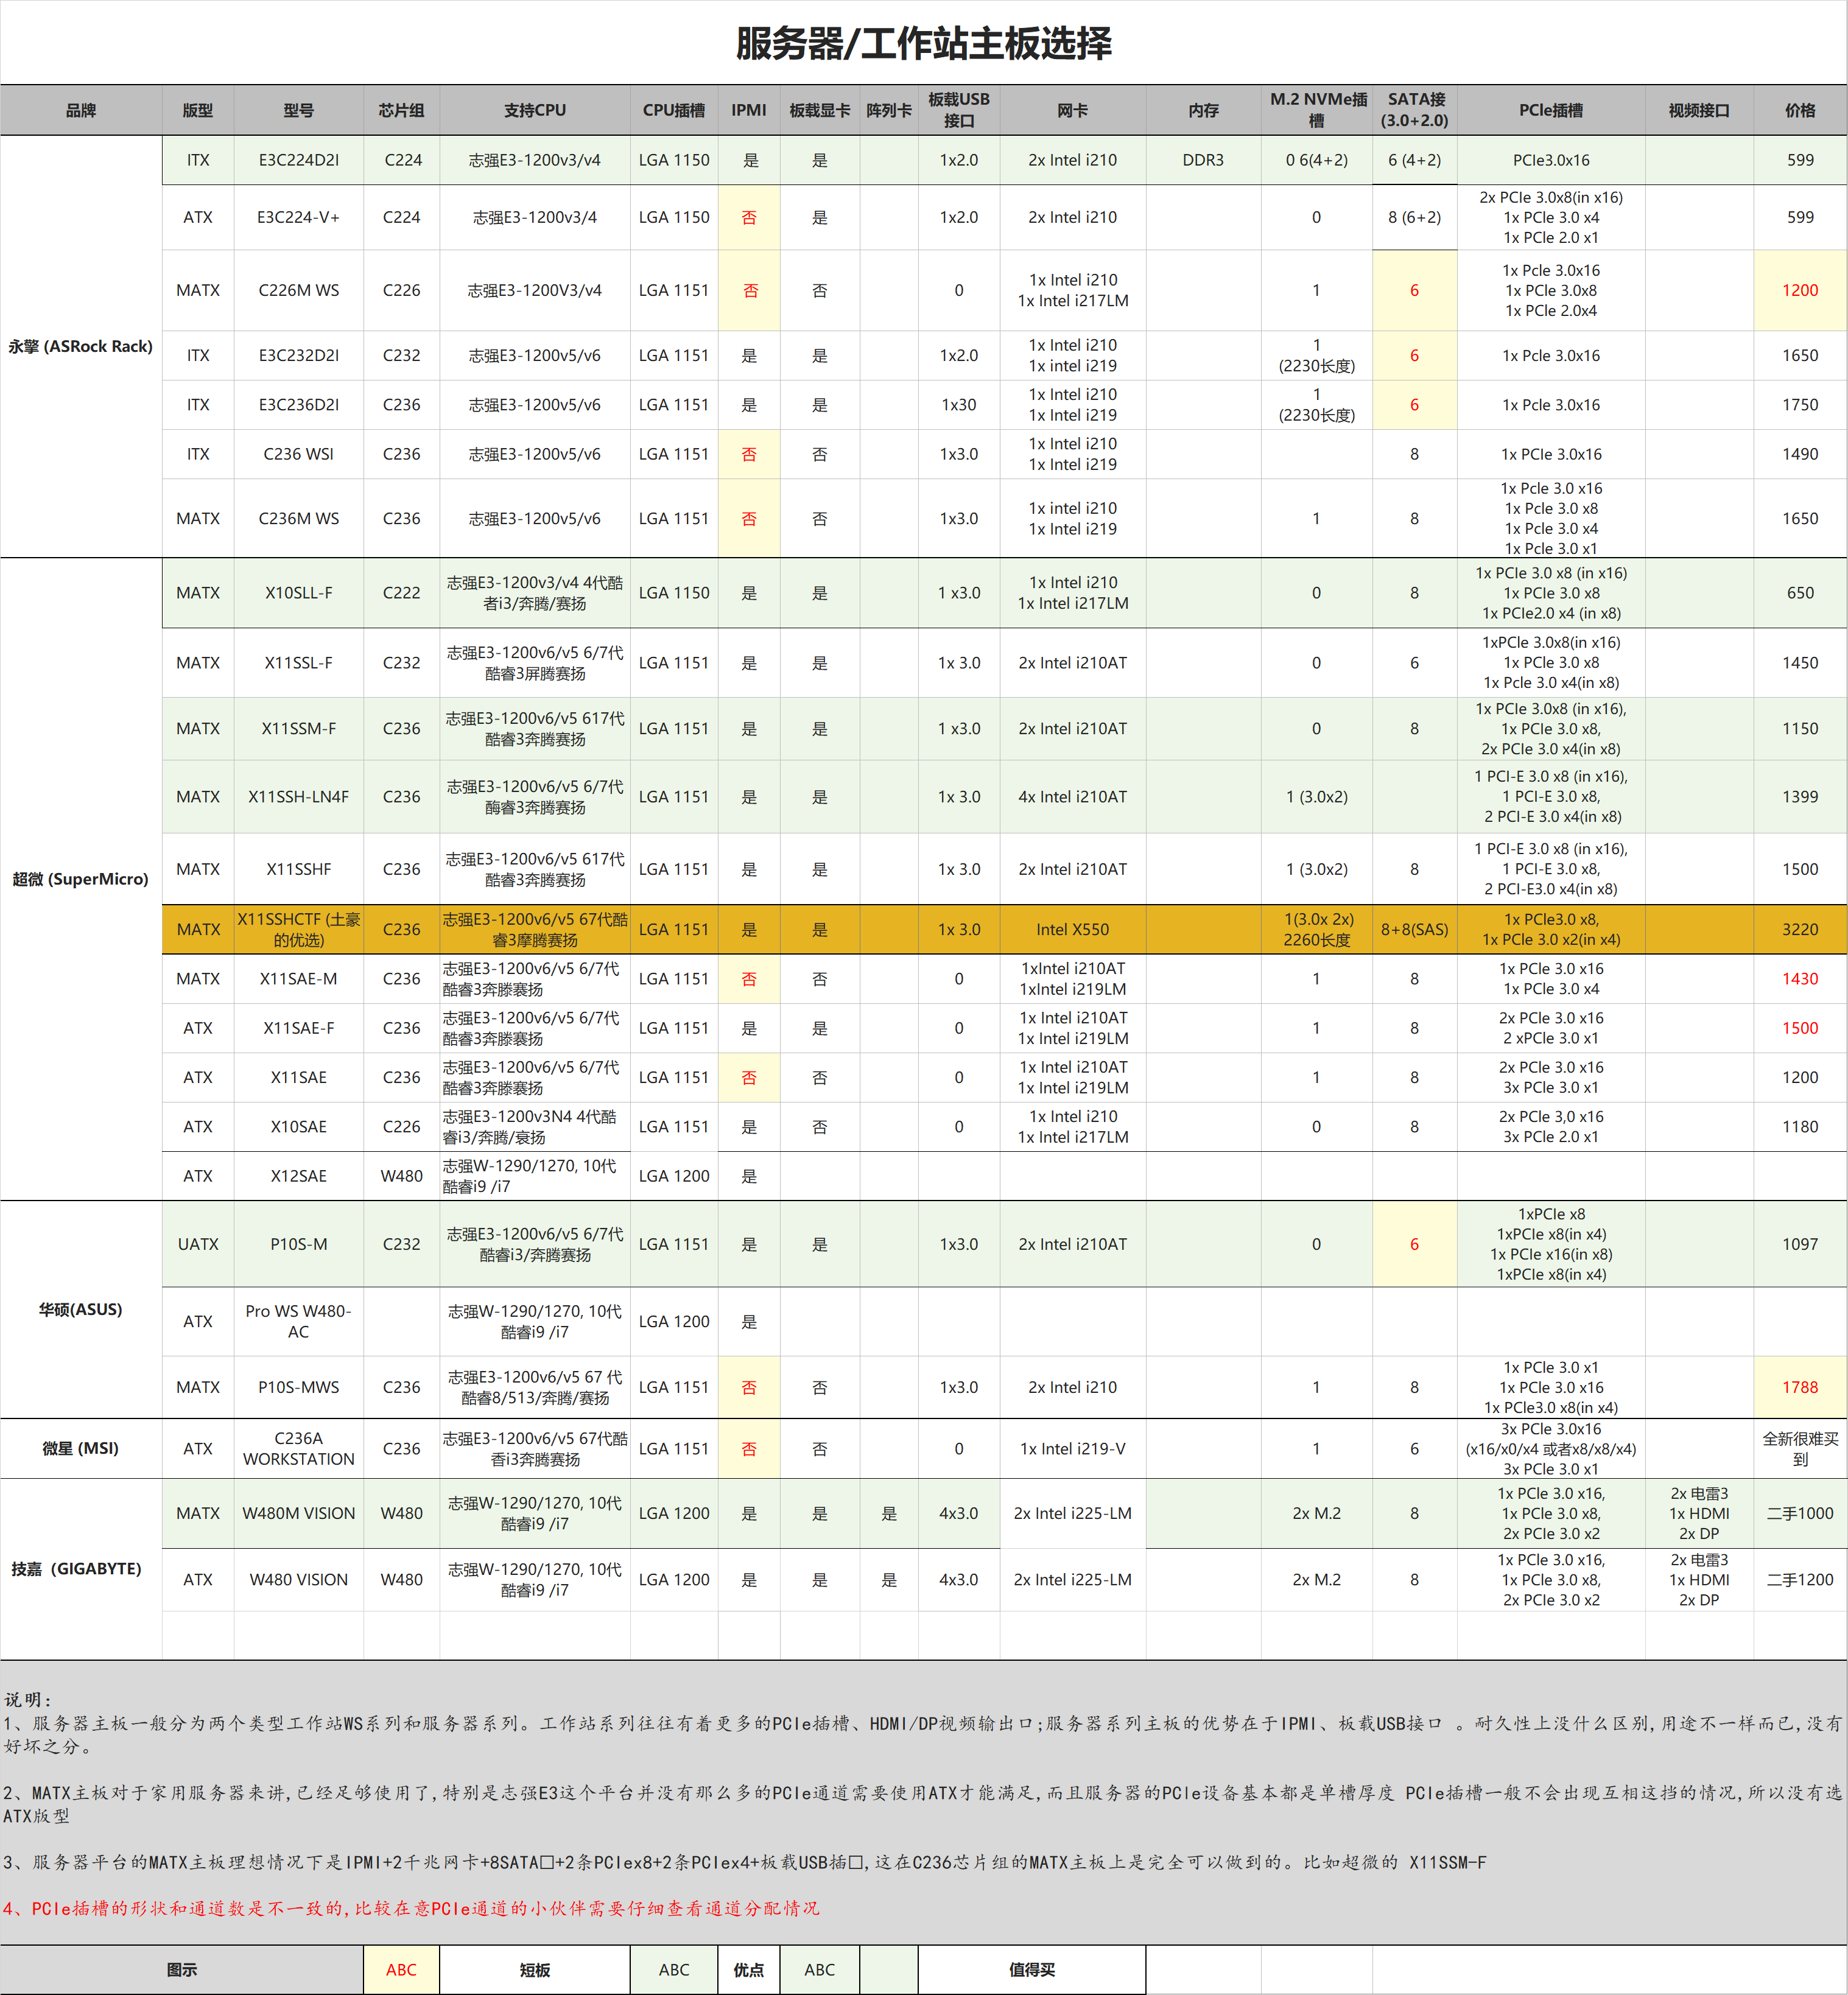 服务器/工作站主板选择
品牌 版型 型号 芯片组 支持CPU CPU插槽 IPMI 板载显卡 阵列卡 板载USB接口 网卡 内存 M.2 NVMe插槽 SATA接(3.0+2.0) PCIe插槽 视频接口 价格
永擎 (ASRock Rack)
ITX E3C224D2I C224 志强E3-1200v3/v4 LGA 1150 是 是 1x2.0 2x Intel i210 DDR3 0 6(4+2) 6 (4+2) PCIe3.0x16 599
ATX E3C224-V+ C224 志强E3-1200v3/4 LGA 1150 否 是 1x2.0 2x Intel i210 0 8 (6+2) 2x PCIe 3.0x8(in x16) 1x PCIe 3.0 x4 1x PCIe 2.0 x1 599
MATX C226M WS C226 志强E3-1200V3/v4 LGA 1151 否 否 0 1x Intel i210 1x Intel i217LM 1 6 1x Pcle 3.0x16 1x PCIe 3.0x8 1x PCIe 2.0x4 1200
ITX E3C232D2I C232 志强E3-1200v5/v6 LGA 1151 是 是 1x2.0 1x Intel i210 1x intel i219 1 (2230长度) 6 1x Pcle 3.0x16 1650
ITX E3C236D2I C236 志强E3-1200v5/v6 LGA 1151 是 是 1x30 1x Intel i210 1x Intel i219 1 (2230长度) 6 1x Pcle 3.0x16 1750
ITX C236 WSI C236 志强E3-1200v5/v6 LGA 1151 否 否 1x3.0 1x Intel i210 1x Intel i219 8 1x PCIe 3.0x16 1490
MATX C236M WS C236 志强E3-1200v5/v6 LGA 1151 否 否 1x3.0 1x intel i210 1x Intel i219 1 8 1x Pcle 3.0 x16 1x Pcle 3.0 x8 1x Pcle 3.0 x4 1x Pcle 3.0 x1 1650
超微 (SuperMicro)
MATX X10SLL-F C222 志强E3-1200v3/v4 4代酷者i3/奔腾/赛扬 LGA 1150 是 是 1 x3.0 1x Intel i210 1x Intel i217LM 0 8 1x PCIe 3.0 x8 (in x16) 1x PCIe 3.0 x8 1x PCIe2.0 x4 (in x8) 650
MATX X11SSL-F C232 志强E3-1200v6/v5 6/7代酷睿3屏腾赛扬 LGA 1151 是 是 1x 3.0 2x Intel i210AT 0 6 1xPCIe 3.0x8(in x16) 1x PCIe 3.0 x8 1x Pcle 3.0 x4(in x8) 1450
MATX X11SSM-F C236 志强E3-1200v6/v5 617代酷睿3奔腾赛扬 LGA 1151 是 是 1 x3.0 2x Intel i210AT 0 8 1x PCIe 3.0x8 (in x16), 1x PCIe 3.0 x8, 2x PCIe 3.0 x4(in x8) 1150
MATX X11SSH-LN4F C236 志强E3-1200v6/v5 6/7代酶睿3奔腾赛扬 LGA 1151 是 是 1x 3.0 4x Intel i210AT 1 (3.0x2) 1 PCI-E 3.0 x8 (in x16), 1 PCI-E 3.0 x8, 2 PCI-E 3.0 x4(in x8) 1399
MATX X11SSHF C236 志强E3-1200v6/v5 617代酷睿3奔腾赛扬 LGA 1151 是 是 1x 3.0 2x Intel i210AT 1 (3.0x2) 8 1 PCI-E 3.0 x8 (in x16), 1 PCI-E 3.0 x8, 2 PCI-E3.0 x4(in x8) 1500
MATX X11SSHCTF (土豪的优选) C236 志强E3-1200v6/v5 67代酷睿3摩腾赛扬 LGA 1151 是 是 1x 3.0 Intel X550 1(3.0x 2x) 2260长度 8+8(SAS) 1x PCIe3.0 x8, 1x PCIe 3.0 x2(in x4) 3220
MATX X11SAE-M C236 志强E3-1200v6/v5 6/7代酷睿3奔滕赛扬 LGA 1151 否 否 0 1xIntel i210AT 1xIntel i219LM 1 8 1x PCIe 3.0 x16 1x PCIe 3.0 x4 1430
ATX X11SAE-F C236 志强E3-1200v6/v5 6/7代酷睿3奔滕赛扬 LGA 1151 是 是 0 1x Intel i210AT 1x Intel i219LM 1 8 2x PCIe 3.0 x16 2 xPCIe 3.0 x1 1500
ATX X11SAE C236 志强E3-1200v6/v5 6/7代酷睿3奔滕赛扬 LGA 1151 否 否 0 1x Intel i210AT 1x Intel i219LM 1 8 2x PCIe 3.0 x16 3x PCIe 3.0 x1 1200
ATX X10SAE C226 志强E3-1200v3N4 4代酷睿i3/奔腾/衰扬 LGA 1151 是 否 0 1x Intel i210 1x Intel i217LM 0 8 2x PCIe 3,0 x16 3x PCIe 2.0 x1 1180
ATX X12SAE W480 志强W-1290/1270, 10代酷睿i9 /i7 LGA 1200 是
华硕(ASUS)
UATX P10S-M C232 志强E3-1200v6/v5 6/7代酷睿i3/奔腾赛扬 LGA 1151 是 是 1x3.0 2x Intel i210AT 0 6 1xPCIe x8 1xPCIe x8(in x4) 1x PCIe x16(in x8) 1xPCIe x8(in x4) 1097
ATX Pro WS W480-AC 志强W-1290/1270, 10代酷睿i9 /i7 LGA 1200 是
MATX P10S-MWS C236 志强E3-1200v6/v5 67 代酷睿8/513/奔腾/赛扬 LGA 1151 否 否 1x3.0 2x Intel i210 1 8 1x PCIe 3.0 x1 1x PCIe 3.0 x16 1x PCIe3.0 x8(in x4) 1788
微星 (MSI)
ATX C236A WORKSTATION C236 志强E3-1200v6/v5 67代酷香i3奔腾赛扬 LGA 1151 否 否 0 1x Intel i219-V 1 6 3x PCIe 3.0x16 (x16/x0/x4 或者x8/x8/x4) 3x PCIe 3.0 x1 全新很难买到
技嘉（GIGABYTE)
MATX W480M VISION W480 志强W-1290/1270, 10代酷睿i9 /i7 LGA 1200 是 是 是 4x3.0 2x Intel i225-LM 2x M.2 8 1x PCIe 3.0 x16, 1x PCIe 3.0 x8, 2x PCIe 3.0 x2 2x 电雷3 1x HDMI 2x DP 二手1000
ATX W480 VISION W480 志强W-1290/1270, 10代酷睿i9 /i7 LGA 1200 是 是 是 4x3.0 2x Intel i225-LM 2x M.2 8 1x PCIe 3.0 x16, 1x PCIe 3.0 x8, 2x PCIe 3.0 x2 2x 电雷3 1x HDMI 2x DP 二手1200
说明：
1、服务器主板一般分为两个类型工作站WS系列和服务器系列。工作站系列往往有着更多的PCIe插槽、HDMI/DP视频输出口;服务器系列主板的优势在于IPMI、板载USB接口 。耐久性上没什么区别,用途不一样而已,没有
好坏之分。
2、MATX主板对于家用服务器来讲,已经足够使用了,特别是志强E3这个平台并没有那么多的PCIe通道需要使用ATX才能满足,而且服务器的PCIe设备基本都是单槽厚度 PCIe插槽一般不会出现互相这挡的情况,所以没有选
ATX版型
3、服务器平台的MATX主板理想情况下是IPMI+2千兆网卡+8SATA口+2条PCIex8+2条PCIex4+板载USB插口,这在C236芯片组的MATX主板上是完全可以做到的。比如超微的 X11SSM-F
4、PCIe插槽的形状和通道数是不一致的,比较在意PCIe通道的小伙伴需要仔细查看通道分配情况
图示 ABC 短板 ABC 优点 ABC 值得买